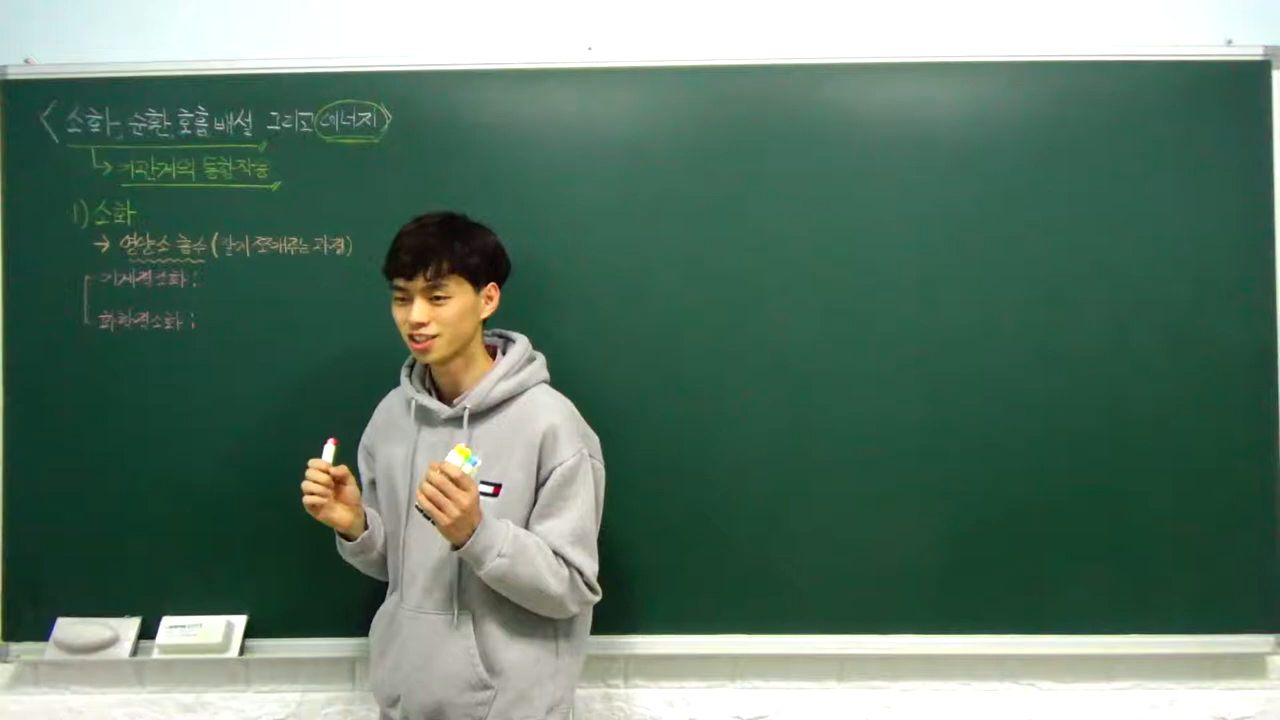 <소화, 순환, 호흡, 배설 그리고 에너지>
↳ 기관계의 통합작용
1) 소화
→ 영양소 흡수 (잘게 쪼개주는 과정)
기계적소화 :
화학적소화 :